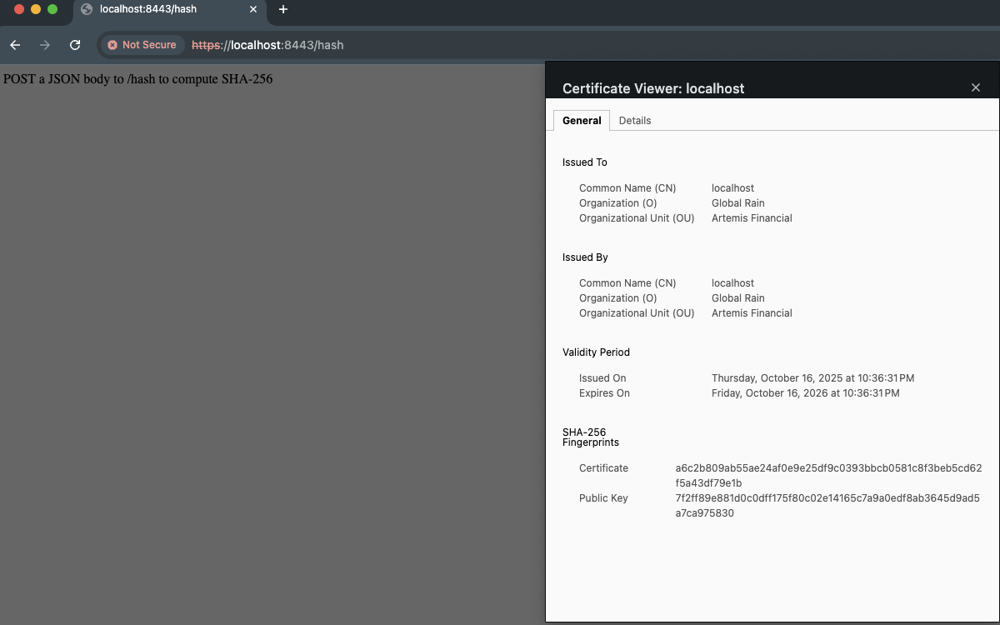 localhost:8443/hash
Not Secure https://localhost:8443/hash
POST a JSON body to /hash to compute SHA-256
Certificate Viewer: localhost
General Details
Issued To
Common Name (CN) localhost
Organization (O) Global Rain
Organizational Unit (OU) Artemis Financial
Issued By
Common Name (CN) localhost
Organization (O) Global Rain
Organizational Unit (OU) Artemis Financial
Validity Period
Issued On Thursday, October 16, 2025 at 10:36:31 PM
Expires On Friday, October 16, 2026 at 10:36:31 PM
SHA-256
Fingerprints
Certificate a6c2b809ab55ae24af0e9e25df9c0393bbcb0581c8f3beb5cd62
f5a43df79e1b
Public Key 7f2ff89e881d0c0dff175f80c02e14165c7a9a0edf8ab3645d9ad5
a7ca975830